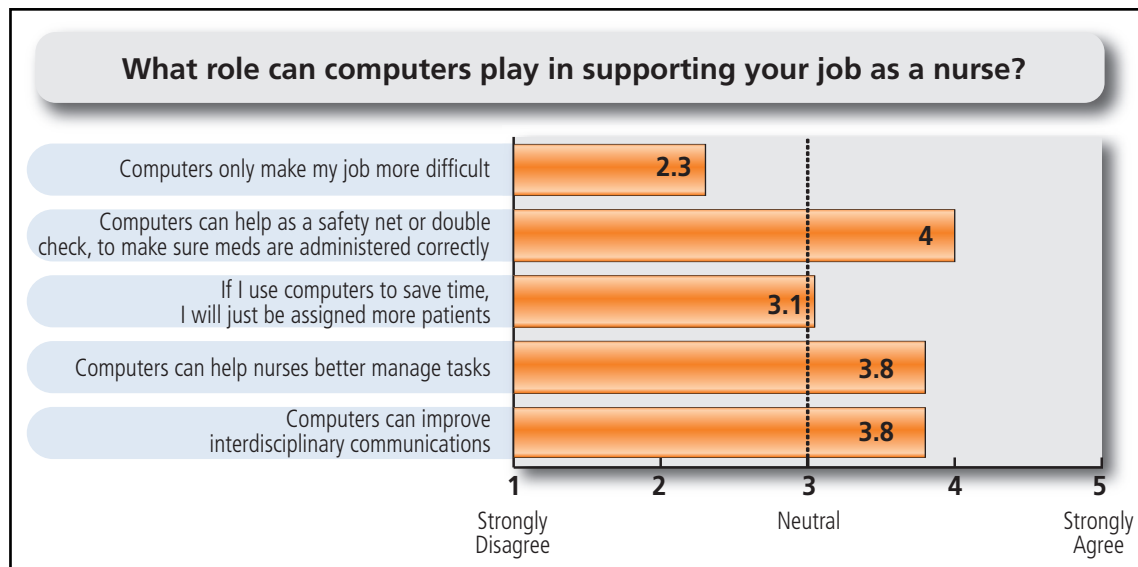 What role can computers play in supporting your job as a nurse?
Computers only make my job more difficult
2.3
Computers can help as a safety net or double
check, to make sure meds are administered correctly
4
If I use computers to save time,
I will just be assigned more patients
3.1
Computers can help nurses better manage tasks
3.8
Computers can improve
interdisciplinary communications
3.8
1 2 3 4 5
Strongly Disagree Neutral Strongly Agree